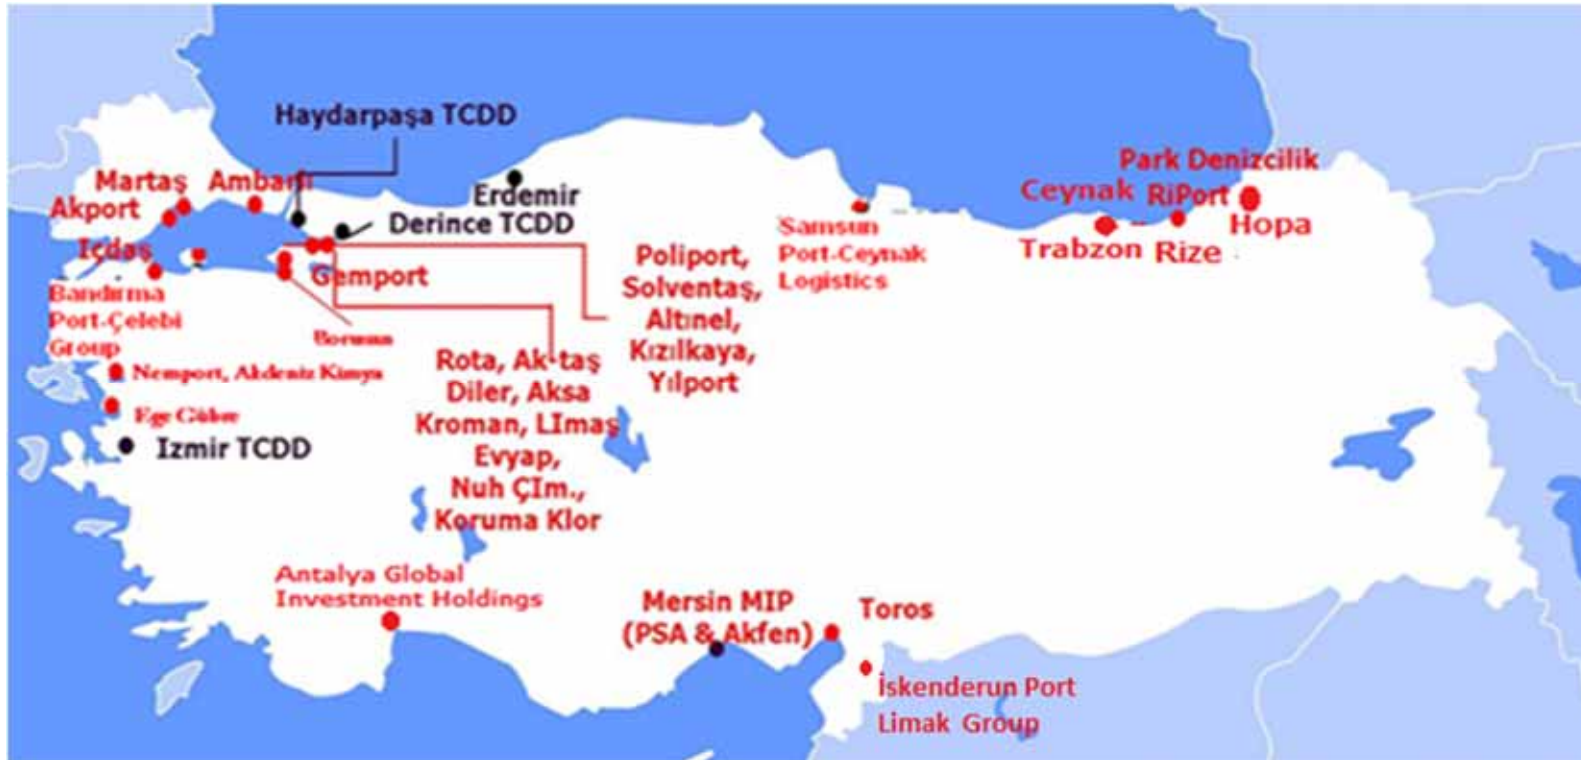 Haydarpaşa TCDD
Martaş
Ambarlı
Akport
Erdemir
Derince TCDD
Içdaş
Gemport
Bandırma
Port-Çelebi
Group
Borusan
Nemport, Akdeniz Kimya
Ege Gübre
Izmir TCDD
Rota, Ak-taş
Diler, Aksa
Kroman, LImaş
Evyap,
Nuh ÇIm.,
Koruma Klor
Poliport,
Solventaş,
Altınel,
Kızılkaya,
Yılport
Şamsun
Port-Ceynak
Logistics
Park Denizcilik
Ceynak
RiPort
Hopa
Trabzon
Rize
Antalya Global
Investment Holdings
Mersin MIP
(PSA & Akfen)
Toros
İskenderun Port
Limak Group